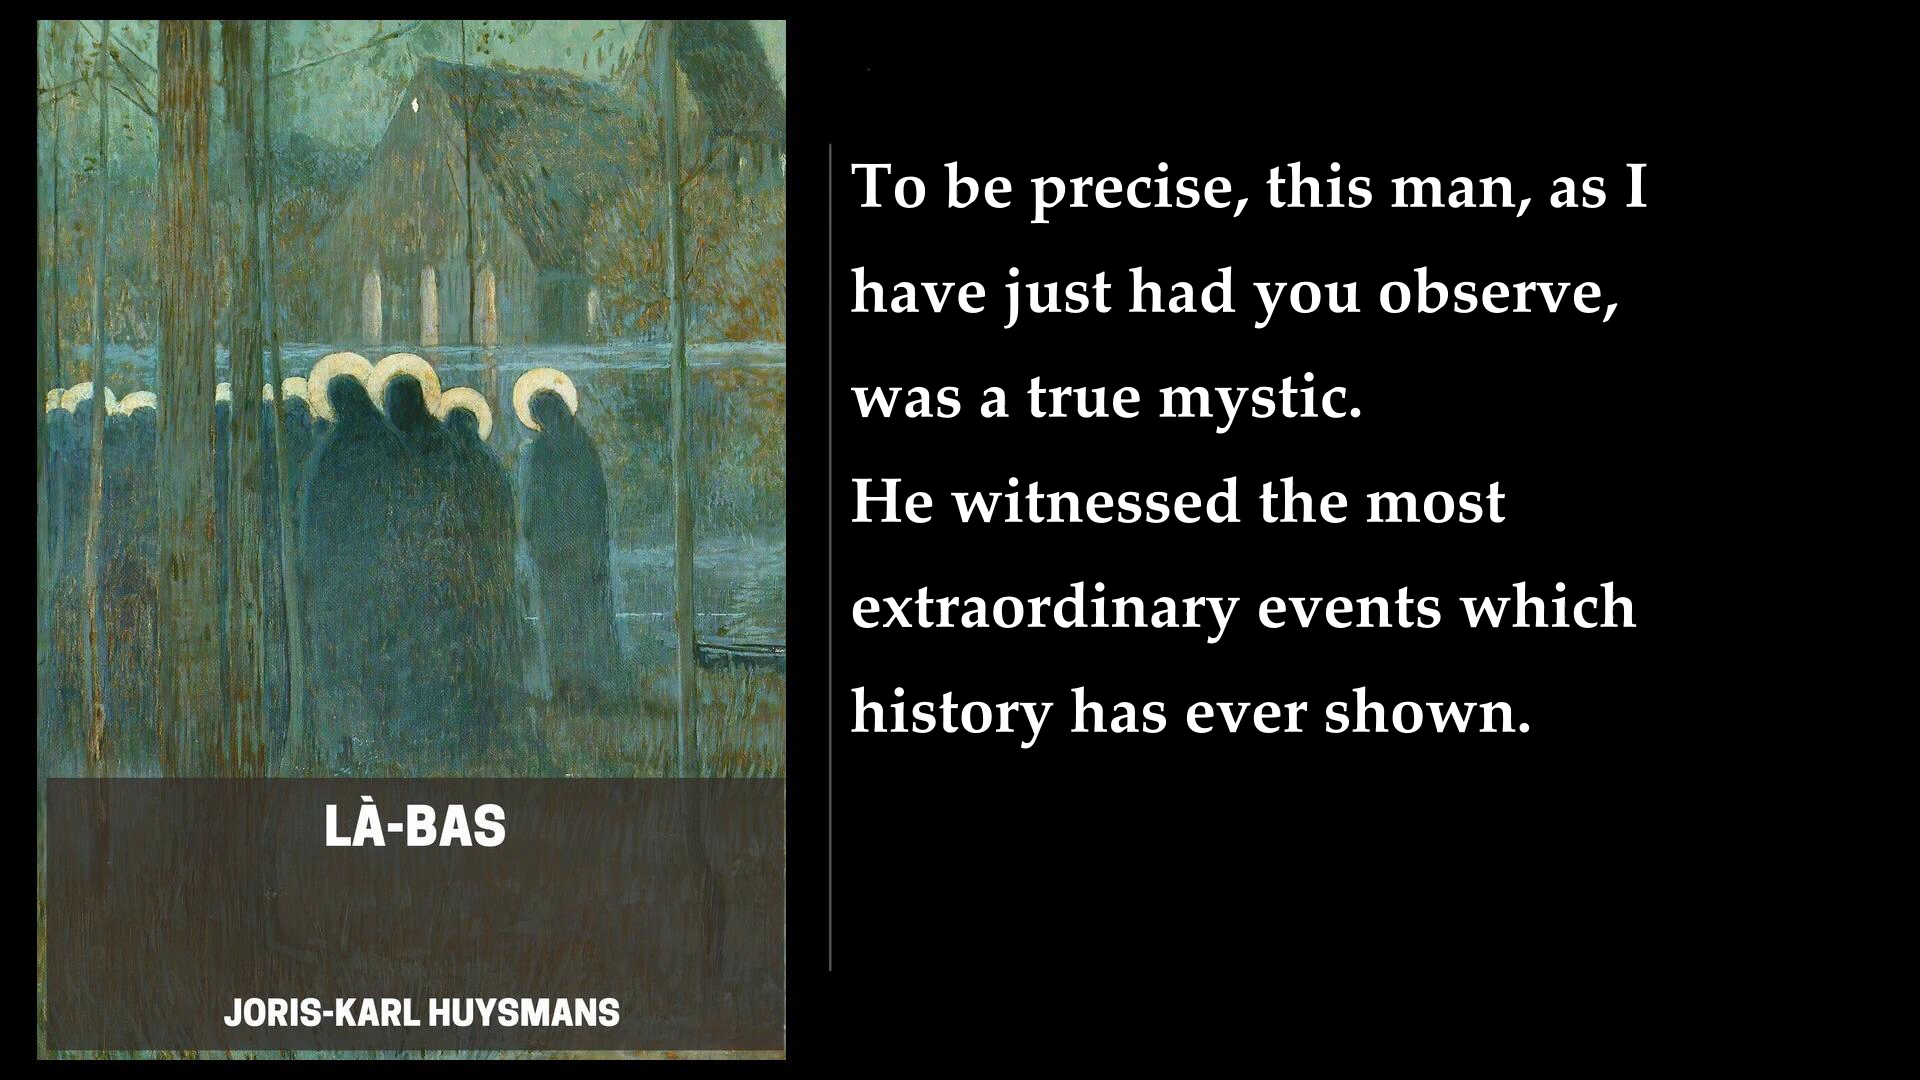 LÀ-BAS
JORIS-KARL HUYSMANS
To be precise, this man, as I
have just had you observe,
was a true mystic.
He witnessed the most
extraordinary events which
history has ever shown.